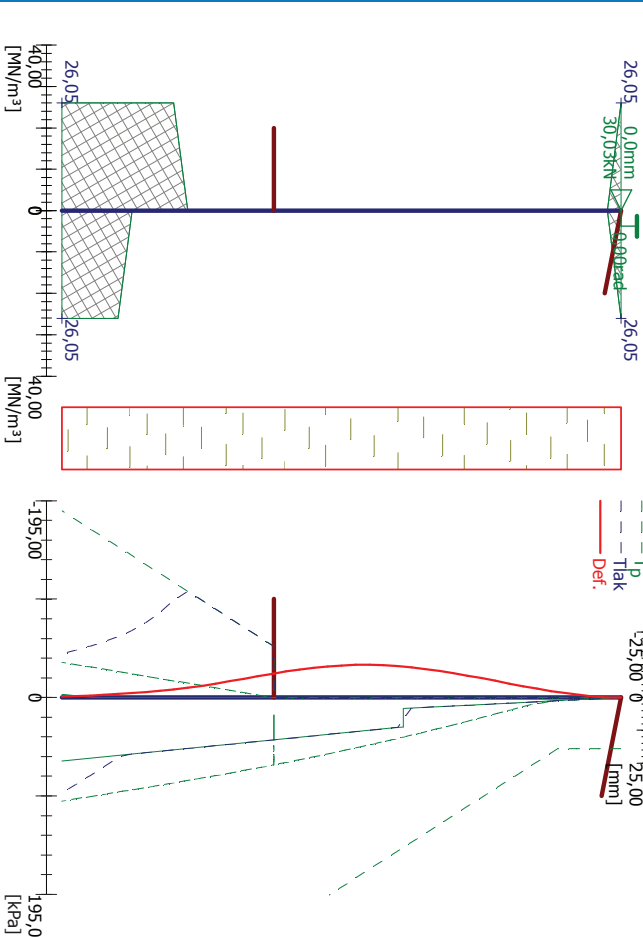 26,05
0,0mm
30,03kN
0,00rad
26,05
26,05
26,05
40,00
[MN/m³]
0
40,00
[MN/m³]
Tp
Tlak
Def.
-25,00
0
25,00
[mm]
-195,00
0
195,0
[kPa]